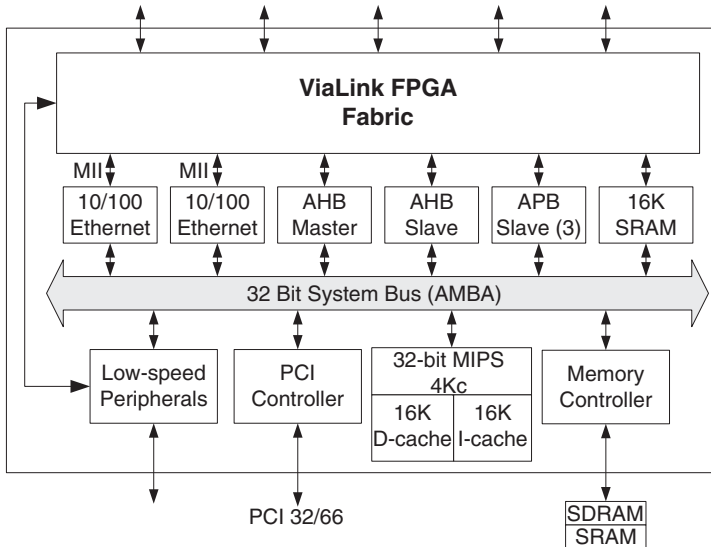 ViaLink FPGA
Fabric
MII
MII
10/100
Ethernet
10/100
Ethernet
AHB
Master
AHB
Slave
APB
Slave (3)
16K
SRAM
32 Bit System Bus (AMBA)
Low-speed
Peripherals
PCI
Controller
32-bit MIPS
4Kc
16K
D-cache
16K
I-cache
Memory
Controller
PCI 32/66
SDRAM
SRAM